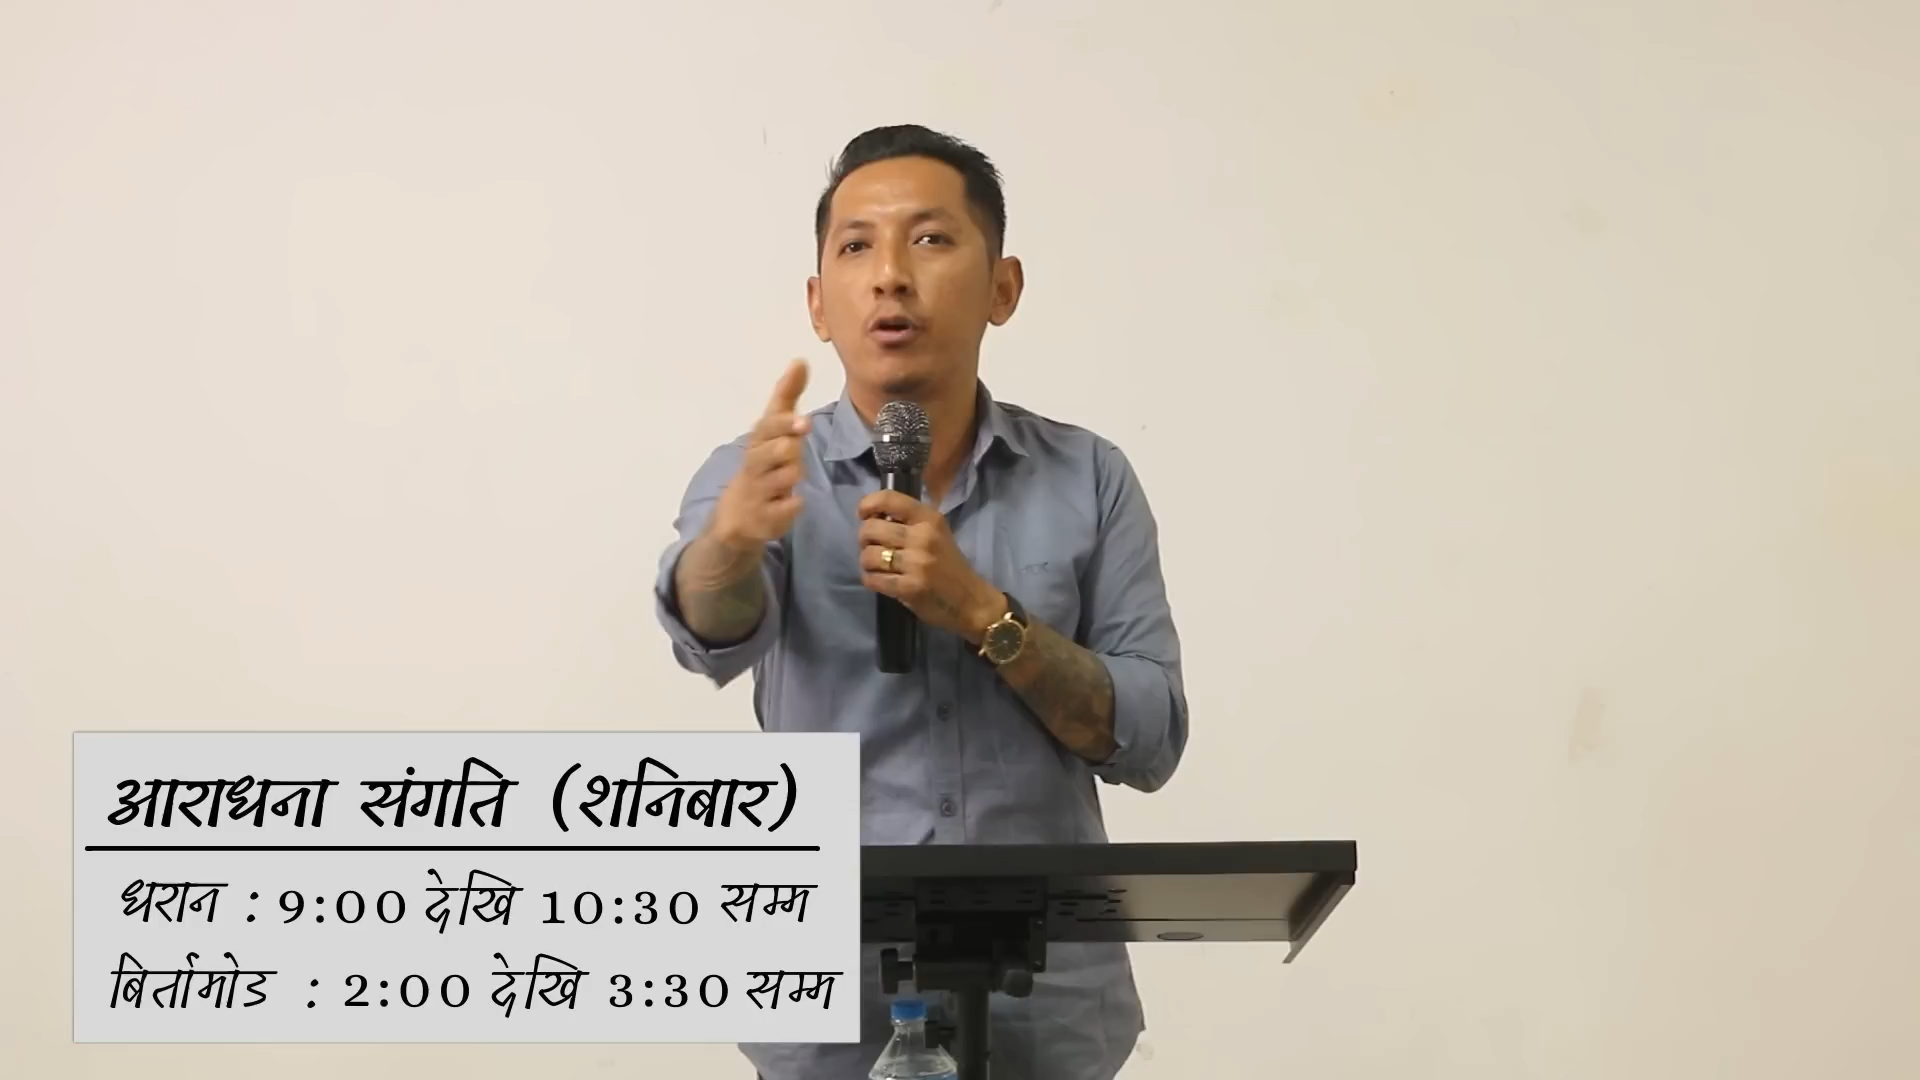 आराधना संगति (शनिबार)
धरान : 9:00 देखि 10:30 सम्म
बिर्तामोड : 2:00 देखि 3:30 सम्म